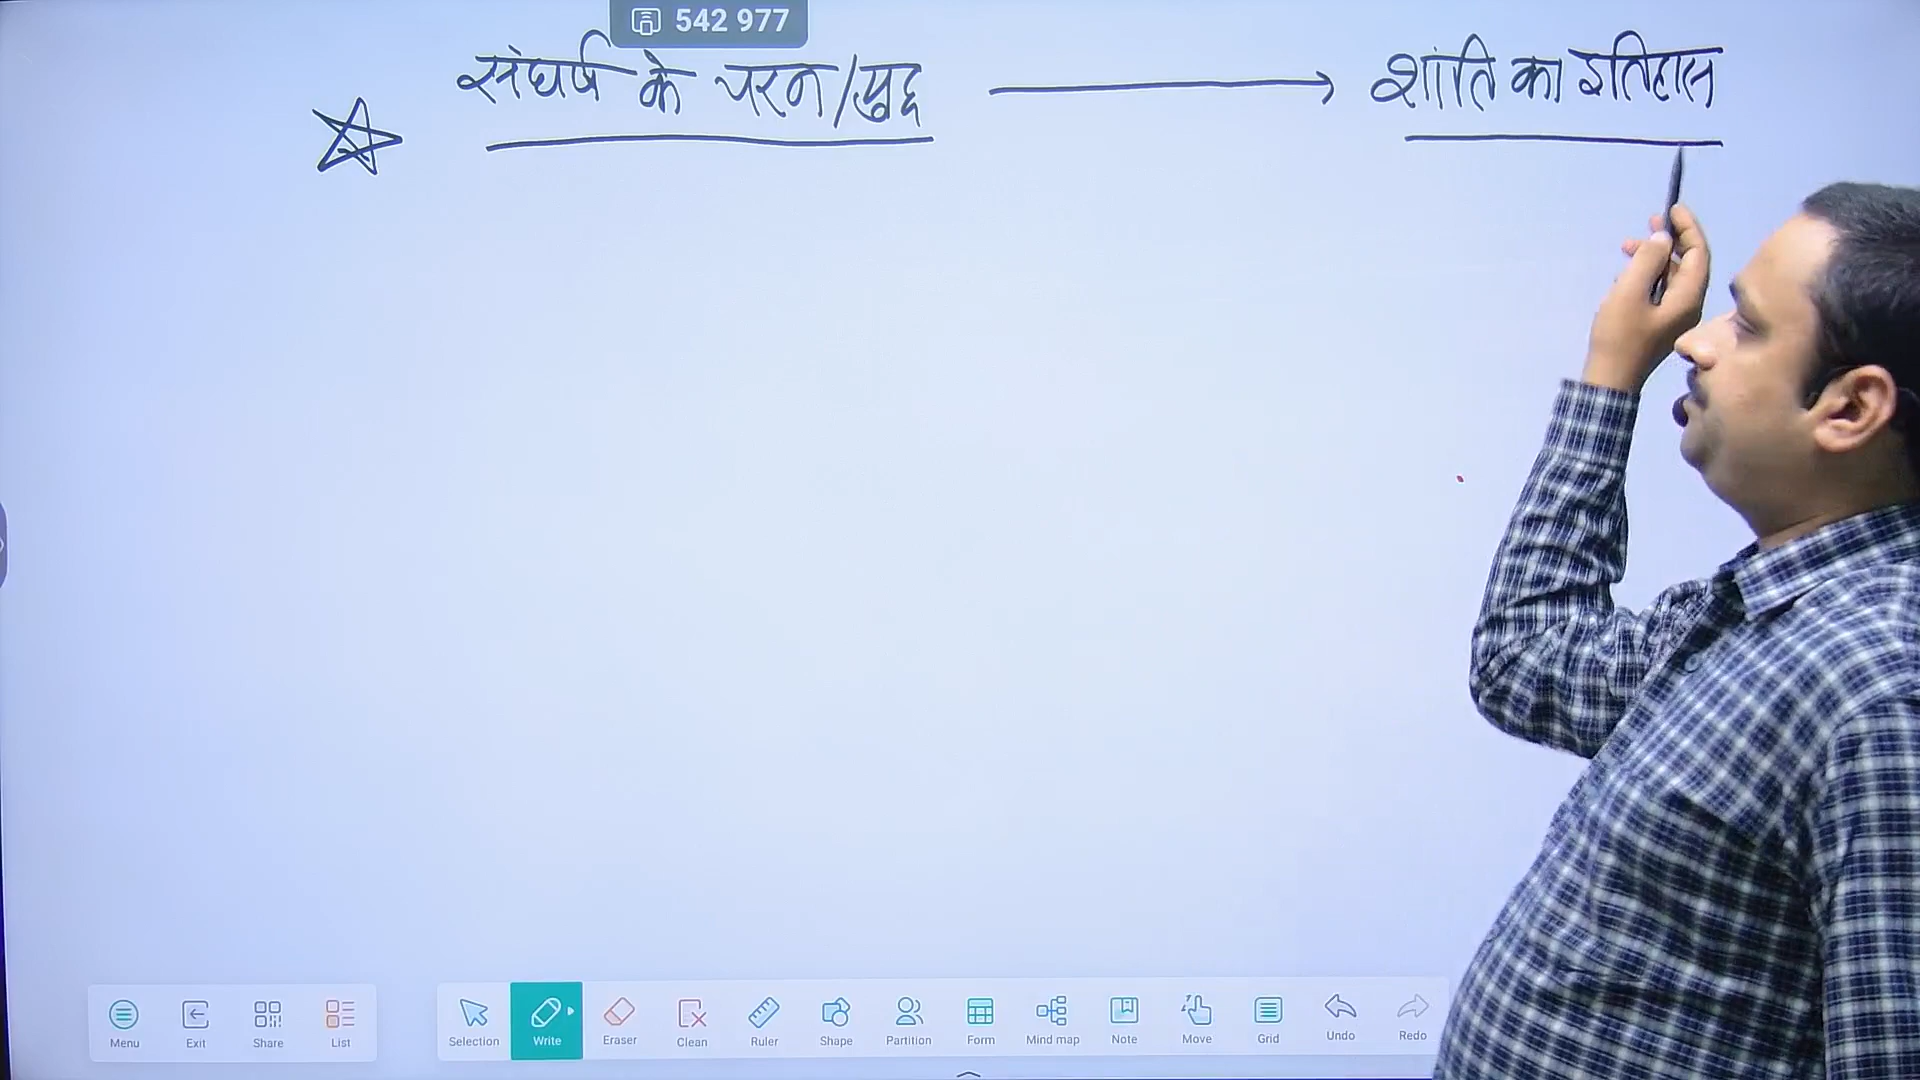 542 977
संघर्ष के चरण/युद्ध → शांति का इतिहास
Menu Exit Share List Selection Write Eraser Clean Ruler Shape Partition Form Mind map Note Move Grid Undo Redo